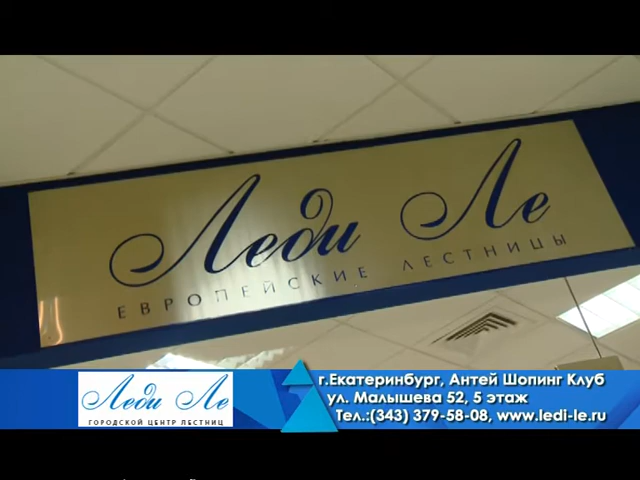 Леди Ле
ЕВРОПЕЙСКИЕ ЛЕСТНИЦЫ
Леди Ле
ГОРОДСКОЙ ЦЕНТР ЛЕСТНИЦ
г.Екатеринбург, Антей Шопинг Клуб
ул. Малышева 52, 5 этаж
Тел.:(343) 379-58-08, www.ledi-le.ru